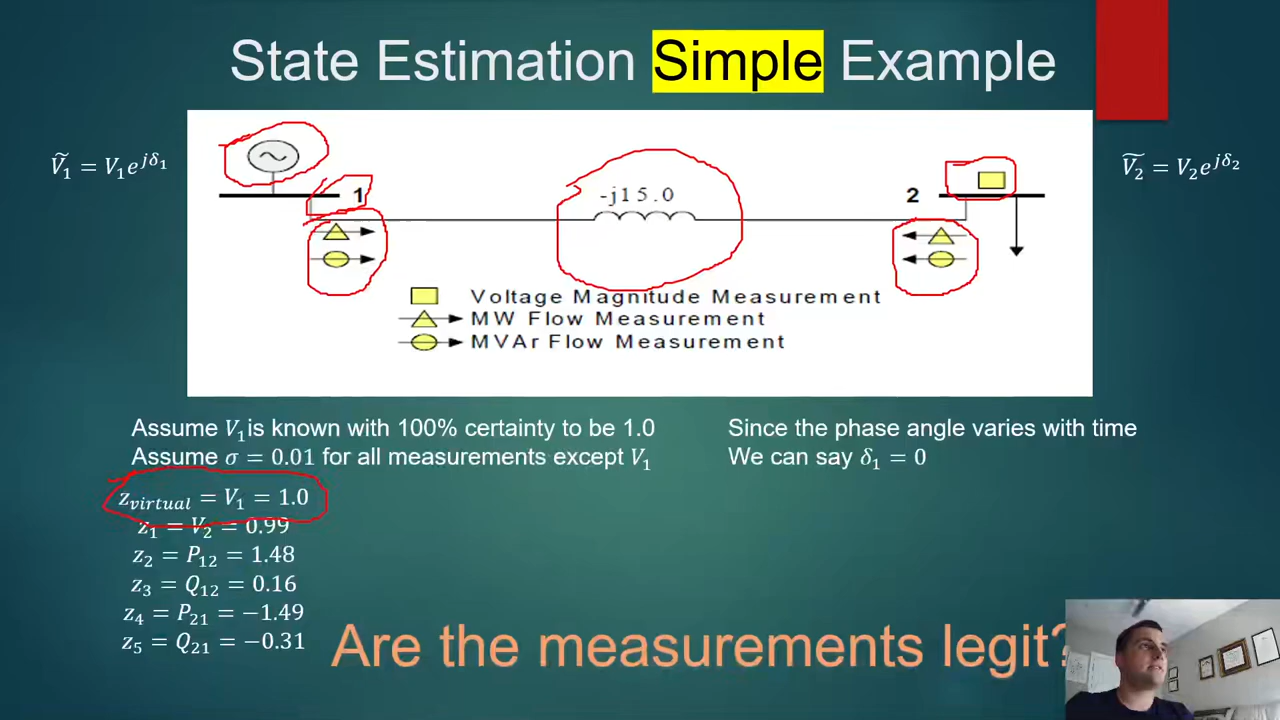 State Estimation Simple Example
Ṽ₁ = V₁e^{jδ₁}
Ṽ₂ = V₂e^{jδ₂}
1
-j15.0
2
Voltage Magnitude Measurement
MW Flow Measurement
MVAr Flow Measurement
Assume V₁is known with 100% certainty to be 1.0
Assume σ = 0.01 for all measurements except V₁
Since the phase angle varies with time
We can say δ₁ = 0
z_{virtual} = V₁ = 1.0
z₁ = V₂ = 0.99
z₂ = P₁₂ = 1.48
z₃ = Q₁₂ = 0.16
z₄ = P₂₁ = −1.49
z₅ = Q₂₁ = −0.31
Are the measurements legit?